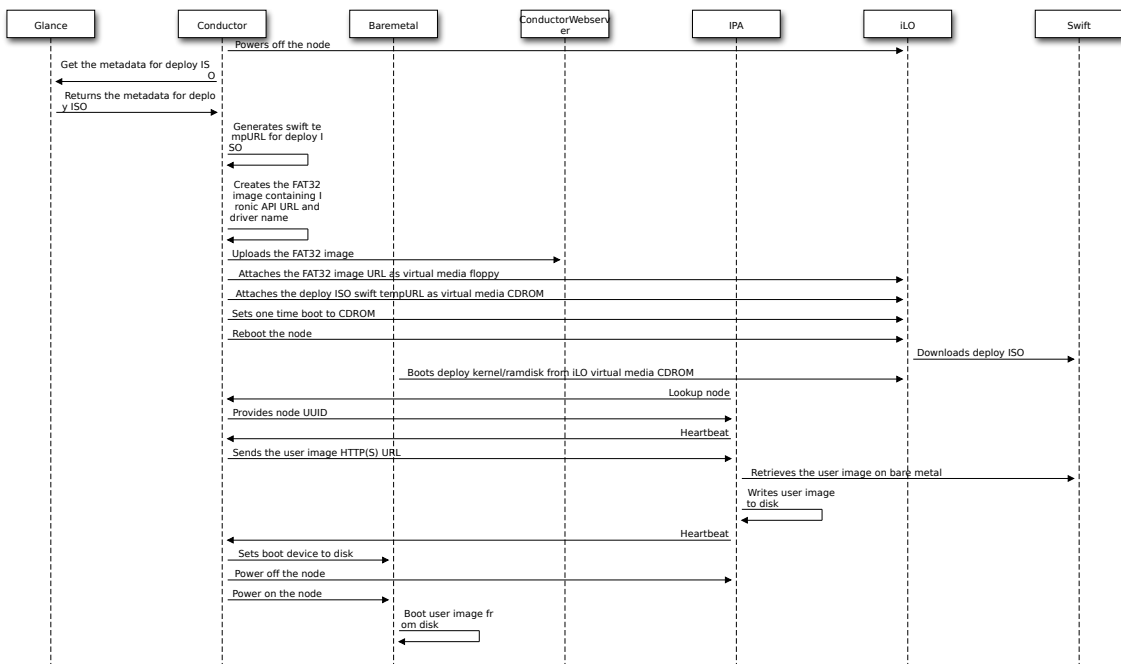 Glance
Conductor
Baremetal
ConductorWebserv
er
IPA
iLO
Swift
Powers off the node
Get the metadata for deploy IS
O
Returns the metadata for deplo
y ISO
Generates swift te
mpURL for deploy I
SO
Creates the FAT32
image containing I
ronic API URL and
driver name
Uploads the FAT32 image
Attaches the FAT32 image URL as virtual media floppy
Attaches the deploy ISO swift tempURL as virtual media CDROM
Sets one time boot to CDROM
Reboot the node
Downloads deploy ISO
Boots deploy kernel/ramdisk from iLO virtual media CDROM
Lookup node
Provides node UUID
Heartbeat
Sends the user image HTTP(S) URL
Retrieves the user image on bare metal
Writes user image
to disk
Heartbeat
Sets boot device to disk
Power off the node
Power on the node
Boot user image fr
om disk